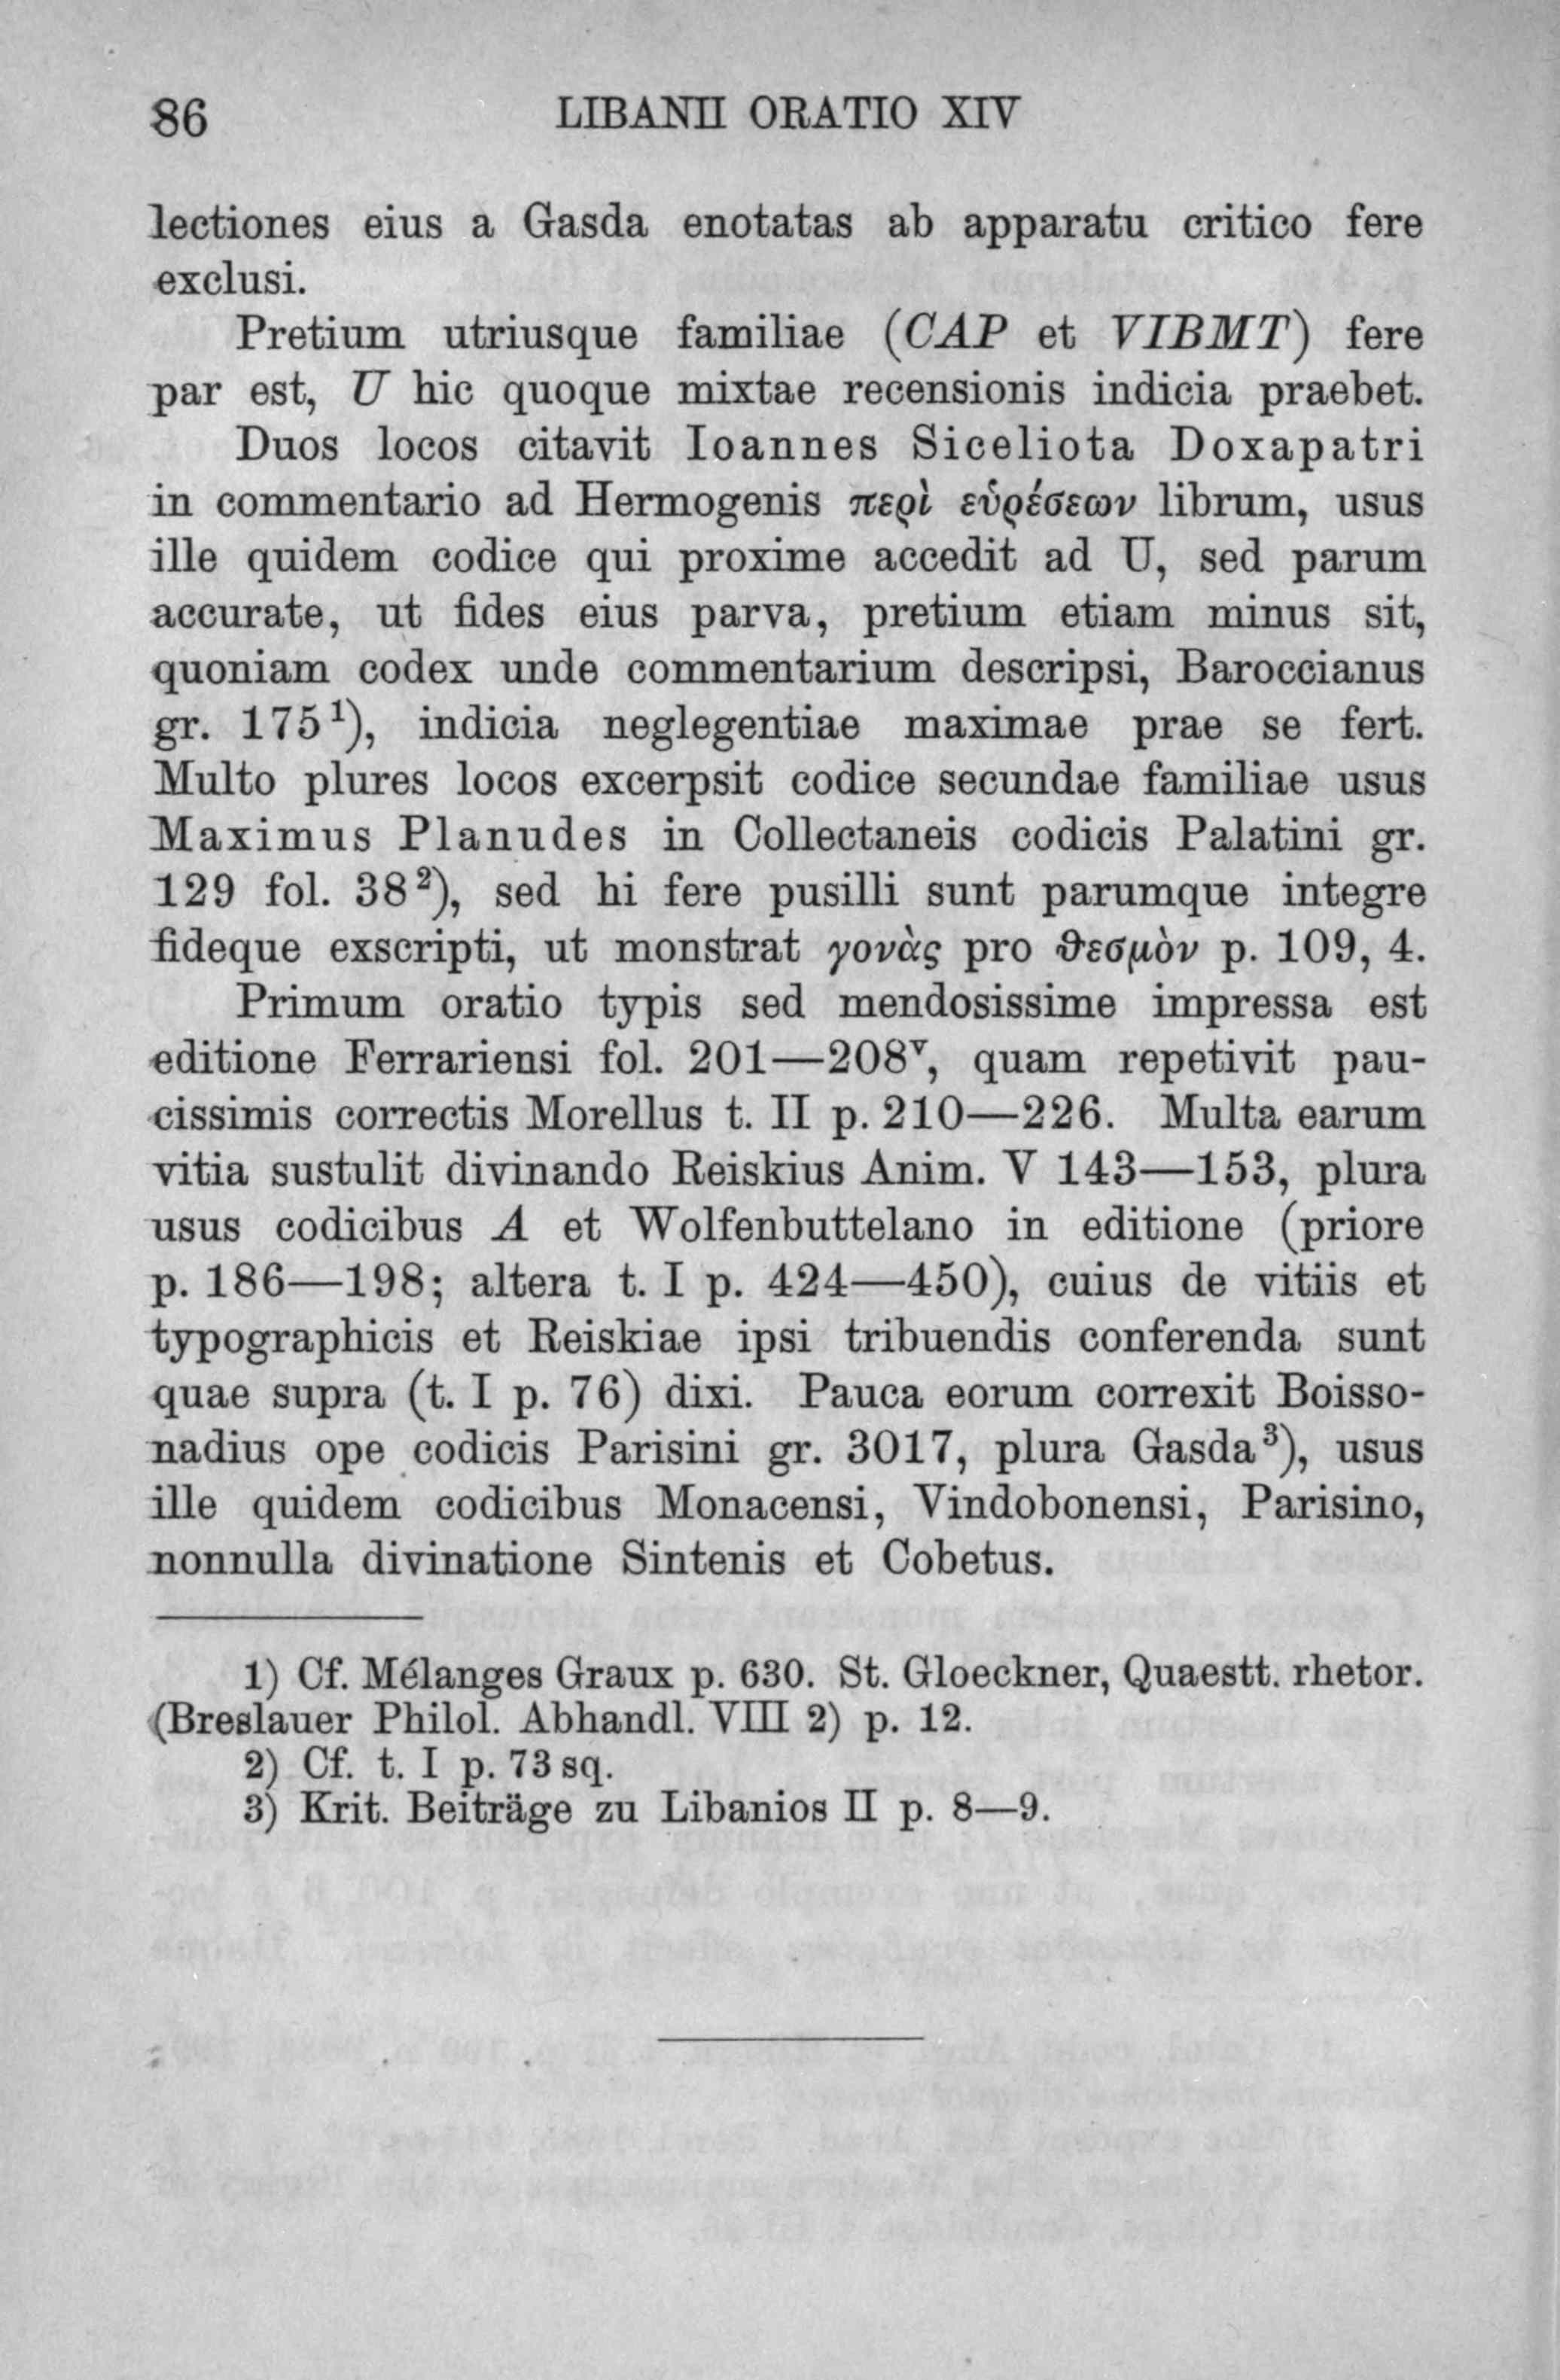 86 LIBANII ORATIO XIV
lectiones eius a Gasda enotatas ab apparatu critico fere
exclusi.
Pretium utriusque familiae (CAP et VIBMT) fere
par est, U hic quoque mixtae recensionis indicia praebet.
Duos locos citavit Ioannes Siceliota Doxapatri
in commentario ad Hermogenis περὶ εὑρέσεων librum, usus
ille quidem codice qui proxime accedit ad U, sed parum
accurate, ut fides eius parva, pretium etiam minus sit,
quoniam codex unde commentarium descripsi, Baroccianus
gr. 175¹), indicia neglegentiae maximae prae se fert.
Multo plures locos excerpsit codice secundae familiae usus
Maximus Planudes in Collectaneis codicis Palatini gr.
129 fol. 38²), sed hi fere pusilli sunt parumque integre
fideque exscripti, ut monstrat γονὰς pro ϑεσμὸν p. 109, 4.
Primum oratio typis sed mendosissime impressa est
editione Ferrariensi fol. 201—208ᵛ, quam repetivit pau-
cissimis correctis Morellus t. II p. 210—226. Multa earum
vitia sustulit divinando Reiskius Anim. V 143—153, plura
usus codicibus A et Wolfenbuttelano in editione (priore
p. 186—198; altera t. I p. 424—450), cuius de vitiis et
typographicis et Reiskiae ipsi tribuendis conferenda sunt
quae supra (t. I p. 76) dixi. Pauca eorum correxit Boisso-
nadius ope codicis Parisini gr. 3017, plura Gasda³), usus
ille quidem codicibus Monacensi, Vindobonensi, Parisino,
nonnulla divinatione Sintenis et Cobetus.
1) Cf. Mélanges Graux p. 630. St. Gloeckner, Quaestt. rhetor.
(Breslauer Philol. Abhandl. VIII 2) p. 12.
2) Cf. t. I p. 73 sq.
3) Krit. Beiträge zu Libanios II p. 8—9.